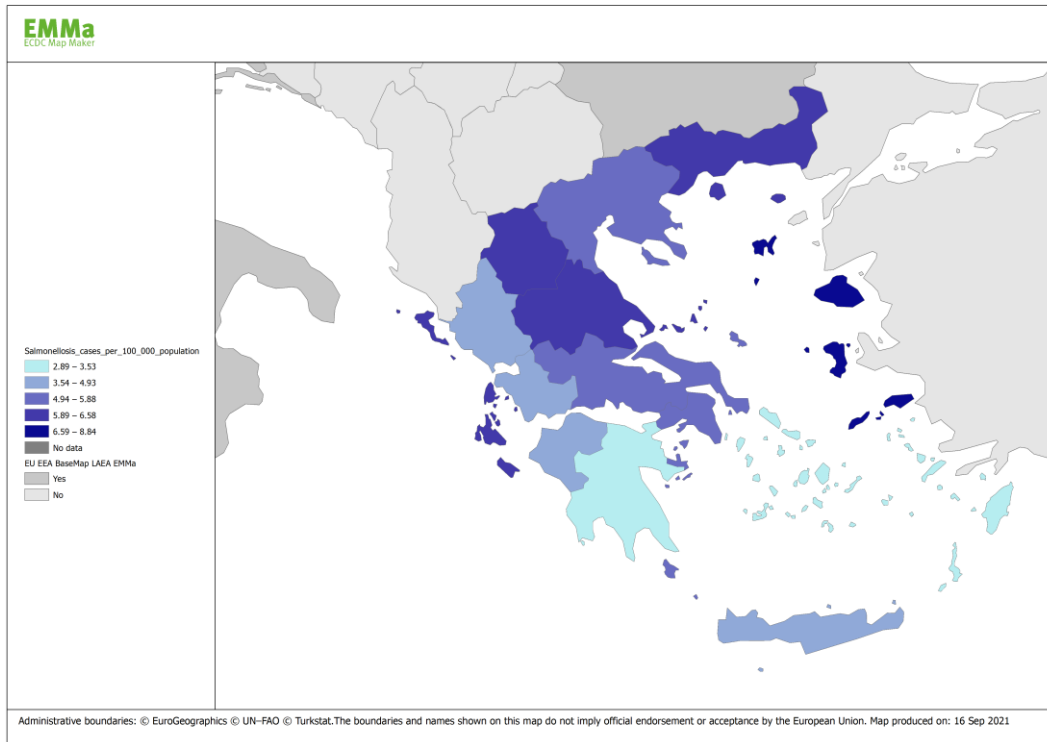 EMMa
ECDC Map Maker
Salmonellosis_cases_per_100_000_population
2.89 – 3.53
3.54 – 4.93
4.94 – 5.88
5.89 – 6.58
6.59 – 8.84
No data
EU EEA BaseMap LAEA EMMa
Yes
No
Administrative boundaries: © EuroGeographics © UN–FAO © Turkstat.The boundaries and names shown on this map do not imply official endorsement or acceptance by the European Union. Map produced on: 16 Sep 2021